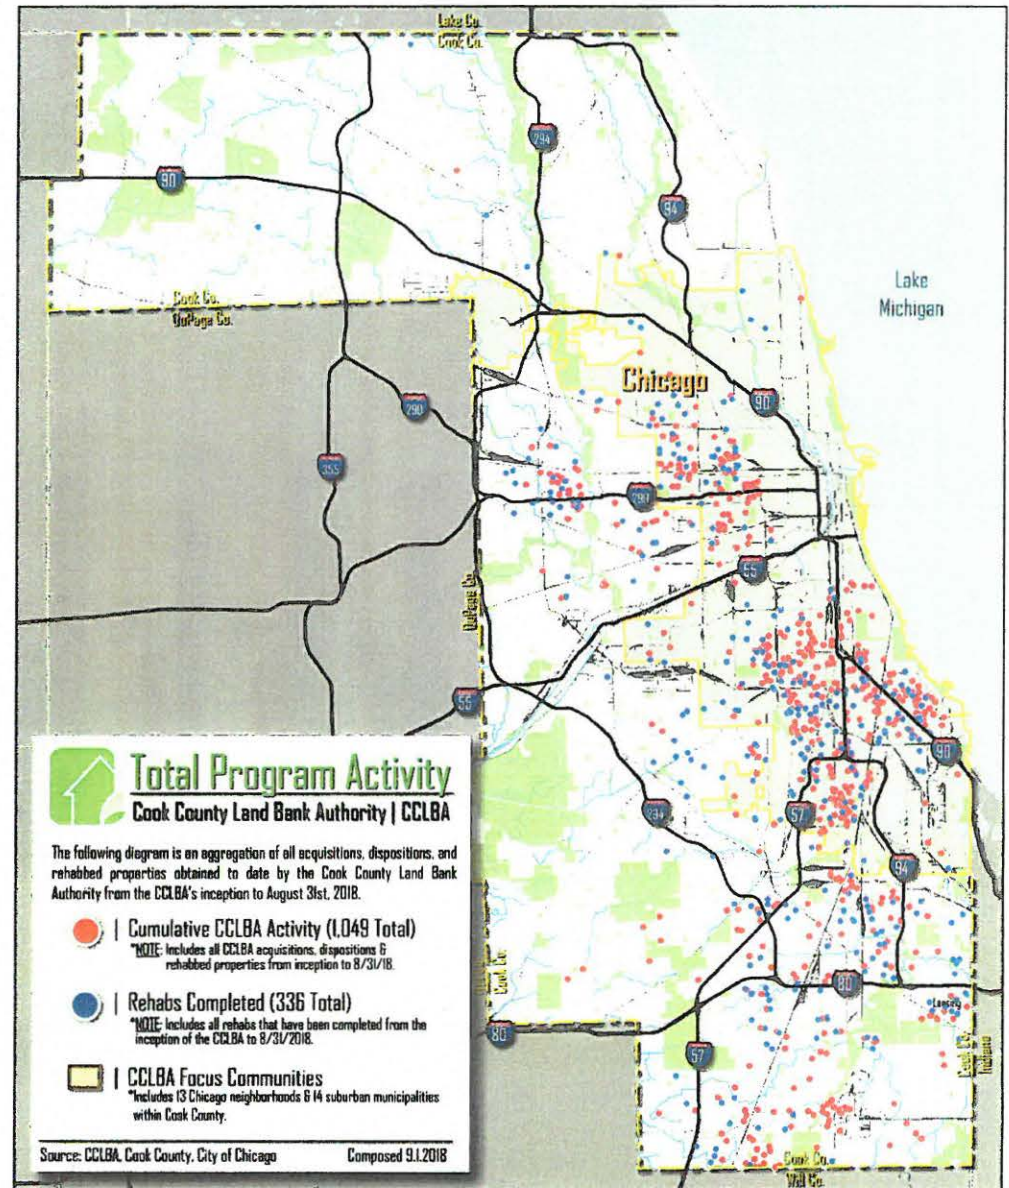 Lake Co.
Cook Co.
294
90
94
Lake
Michigan
Cook Co.
DuPage Co.
Chicago
90
290
355
290
55
DuPage Co.
55
90
Total Program Activity
Cook County Land Bank Authority | CCLBA
The following diagram is an aggregation of all acquisitions, dispositions, and
rehabbed properties obtained to date by the Cook County Land Bank
Authority from the CCLBA's inception to August 31st, 2018.
| Cumulative CCLBA Activity (1,049 Total)
*NOTE: Includes all CCLBA acquisitions, dispositions &
rehabbed properties from inception to 8/31/18.
| Rehabs Completed (336 Total)
*NOTE: Includes all rehabs that have been completed from the
inception of the CCLBA to 8/31/2018.
| CCLBA Focus Communities
*Includes 13 Chicago neighborhoods & 14 suburban municipalities
within Cook County.
Source: CCLBA, Cook County, City of Chicago Composed 9.1.2018
294
57
94
Cook Co.
80
Lansing
80
57
Cook Co.
Indiana
Cook Co.
Will Co.